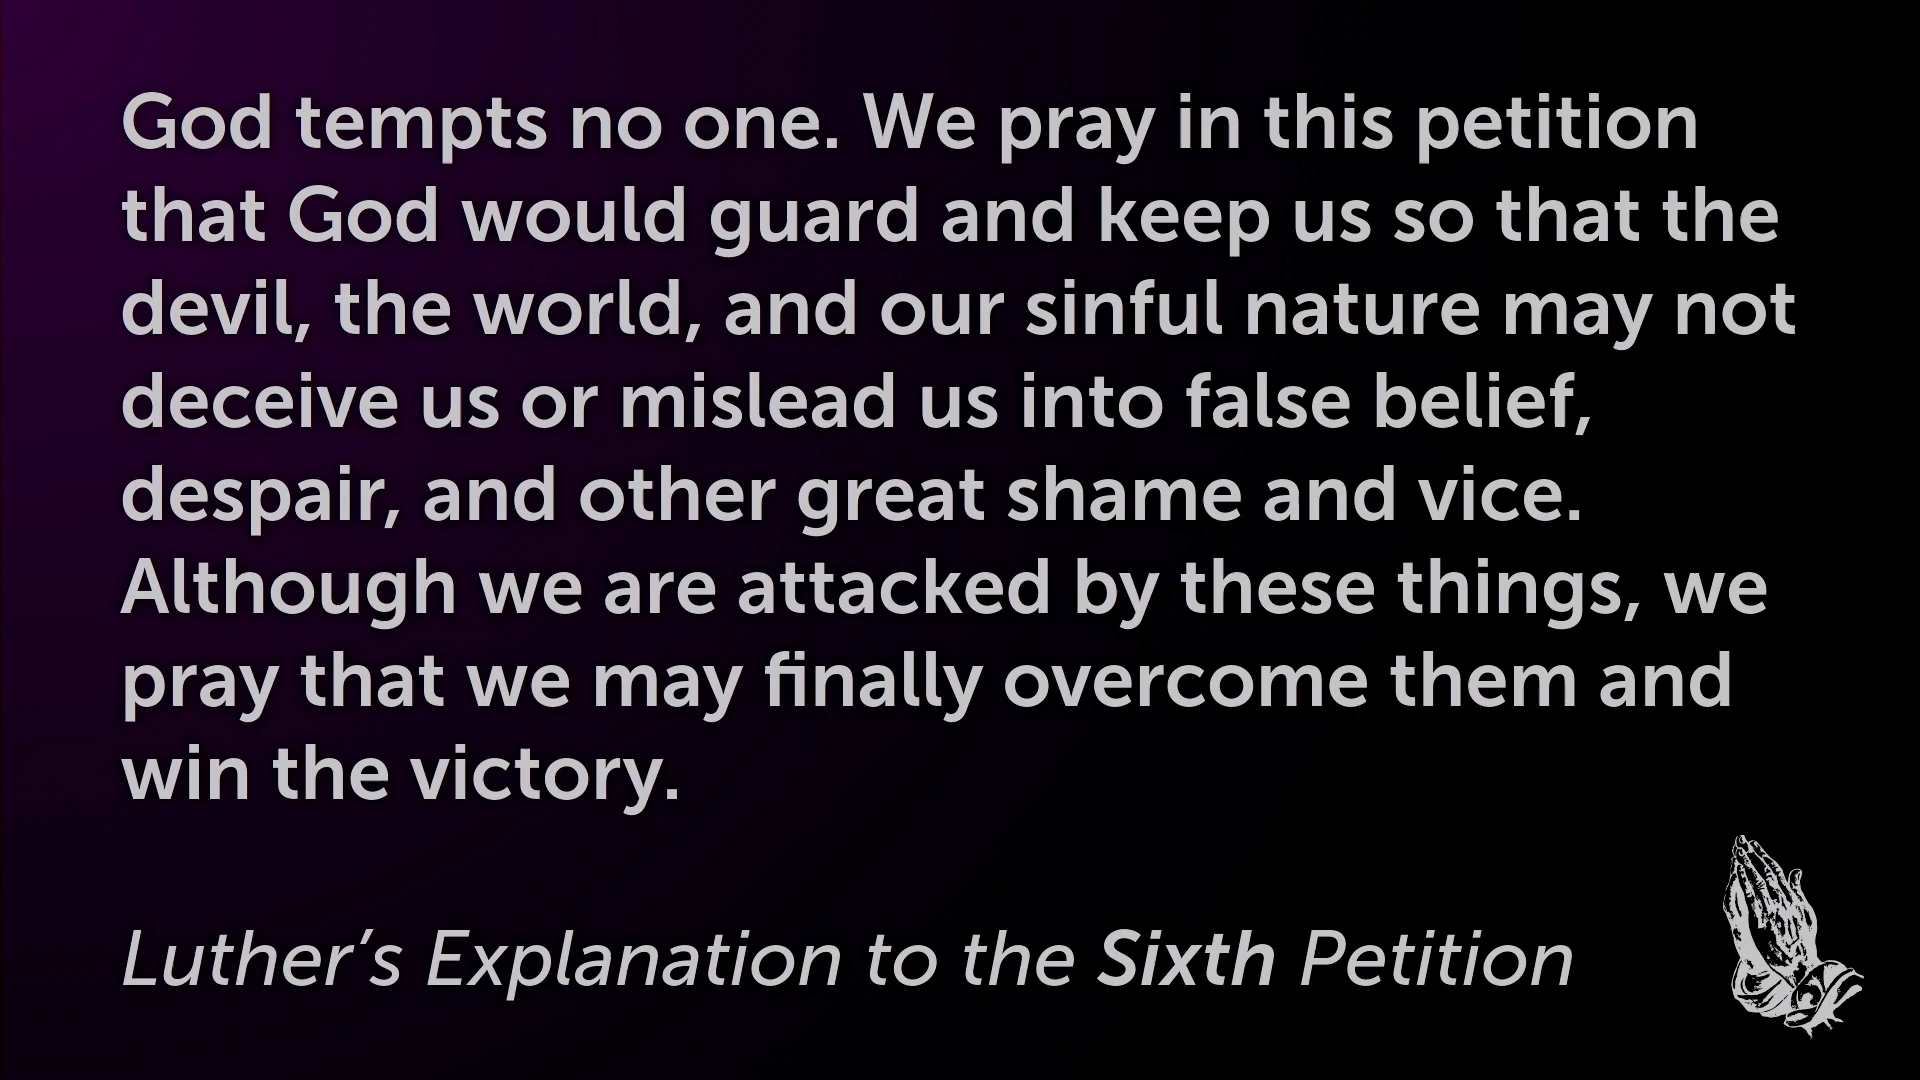 God tempts no one. We pray in this petition
that God would guard and keep us so that the
devil, the world, and our sinful nature may not
deceive us or mislead us into false belief,
despair, and other great shame and vice.
Although we are attacked by these things, we
pray that we may finally overcome them and
win the victory.
Luther’s Explanation to the Sixth Petition